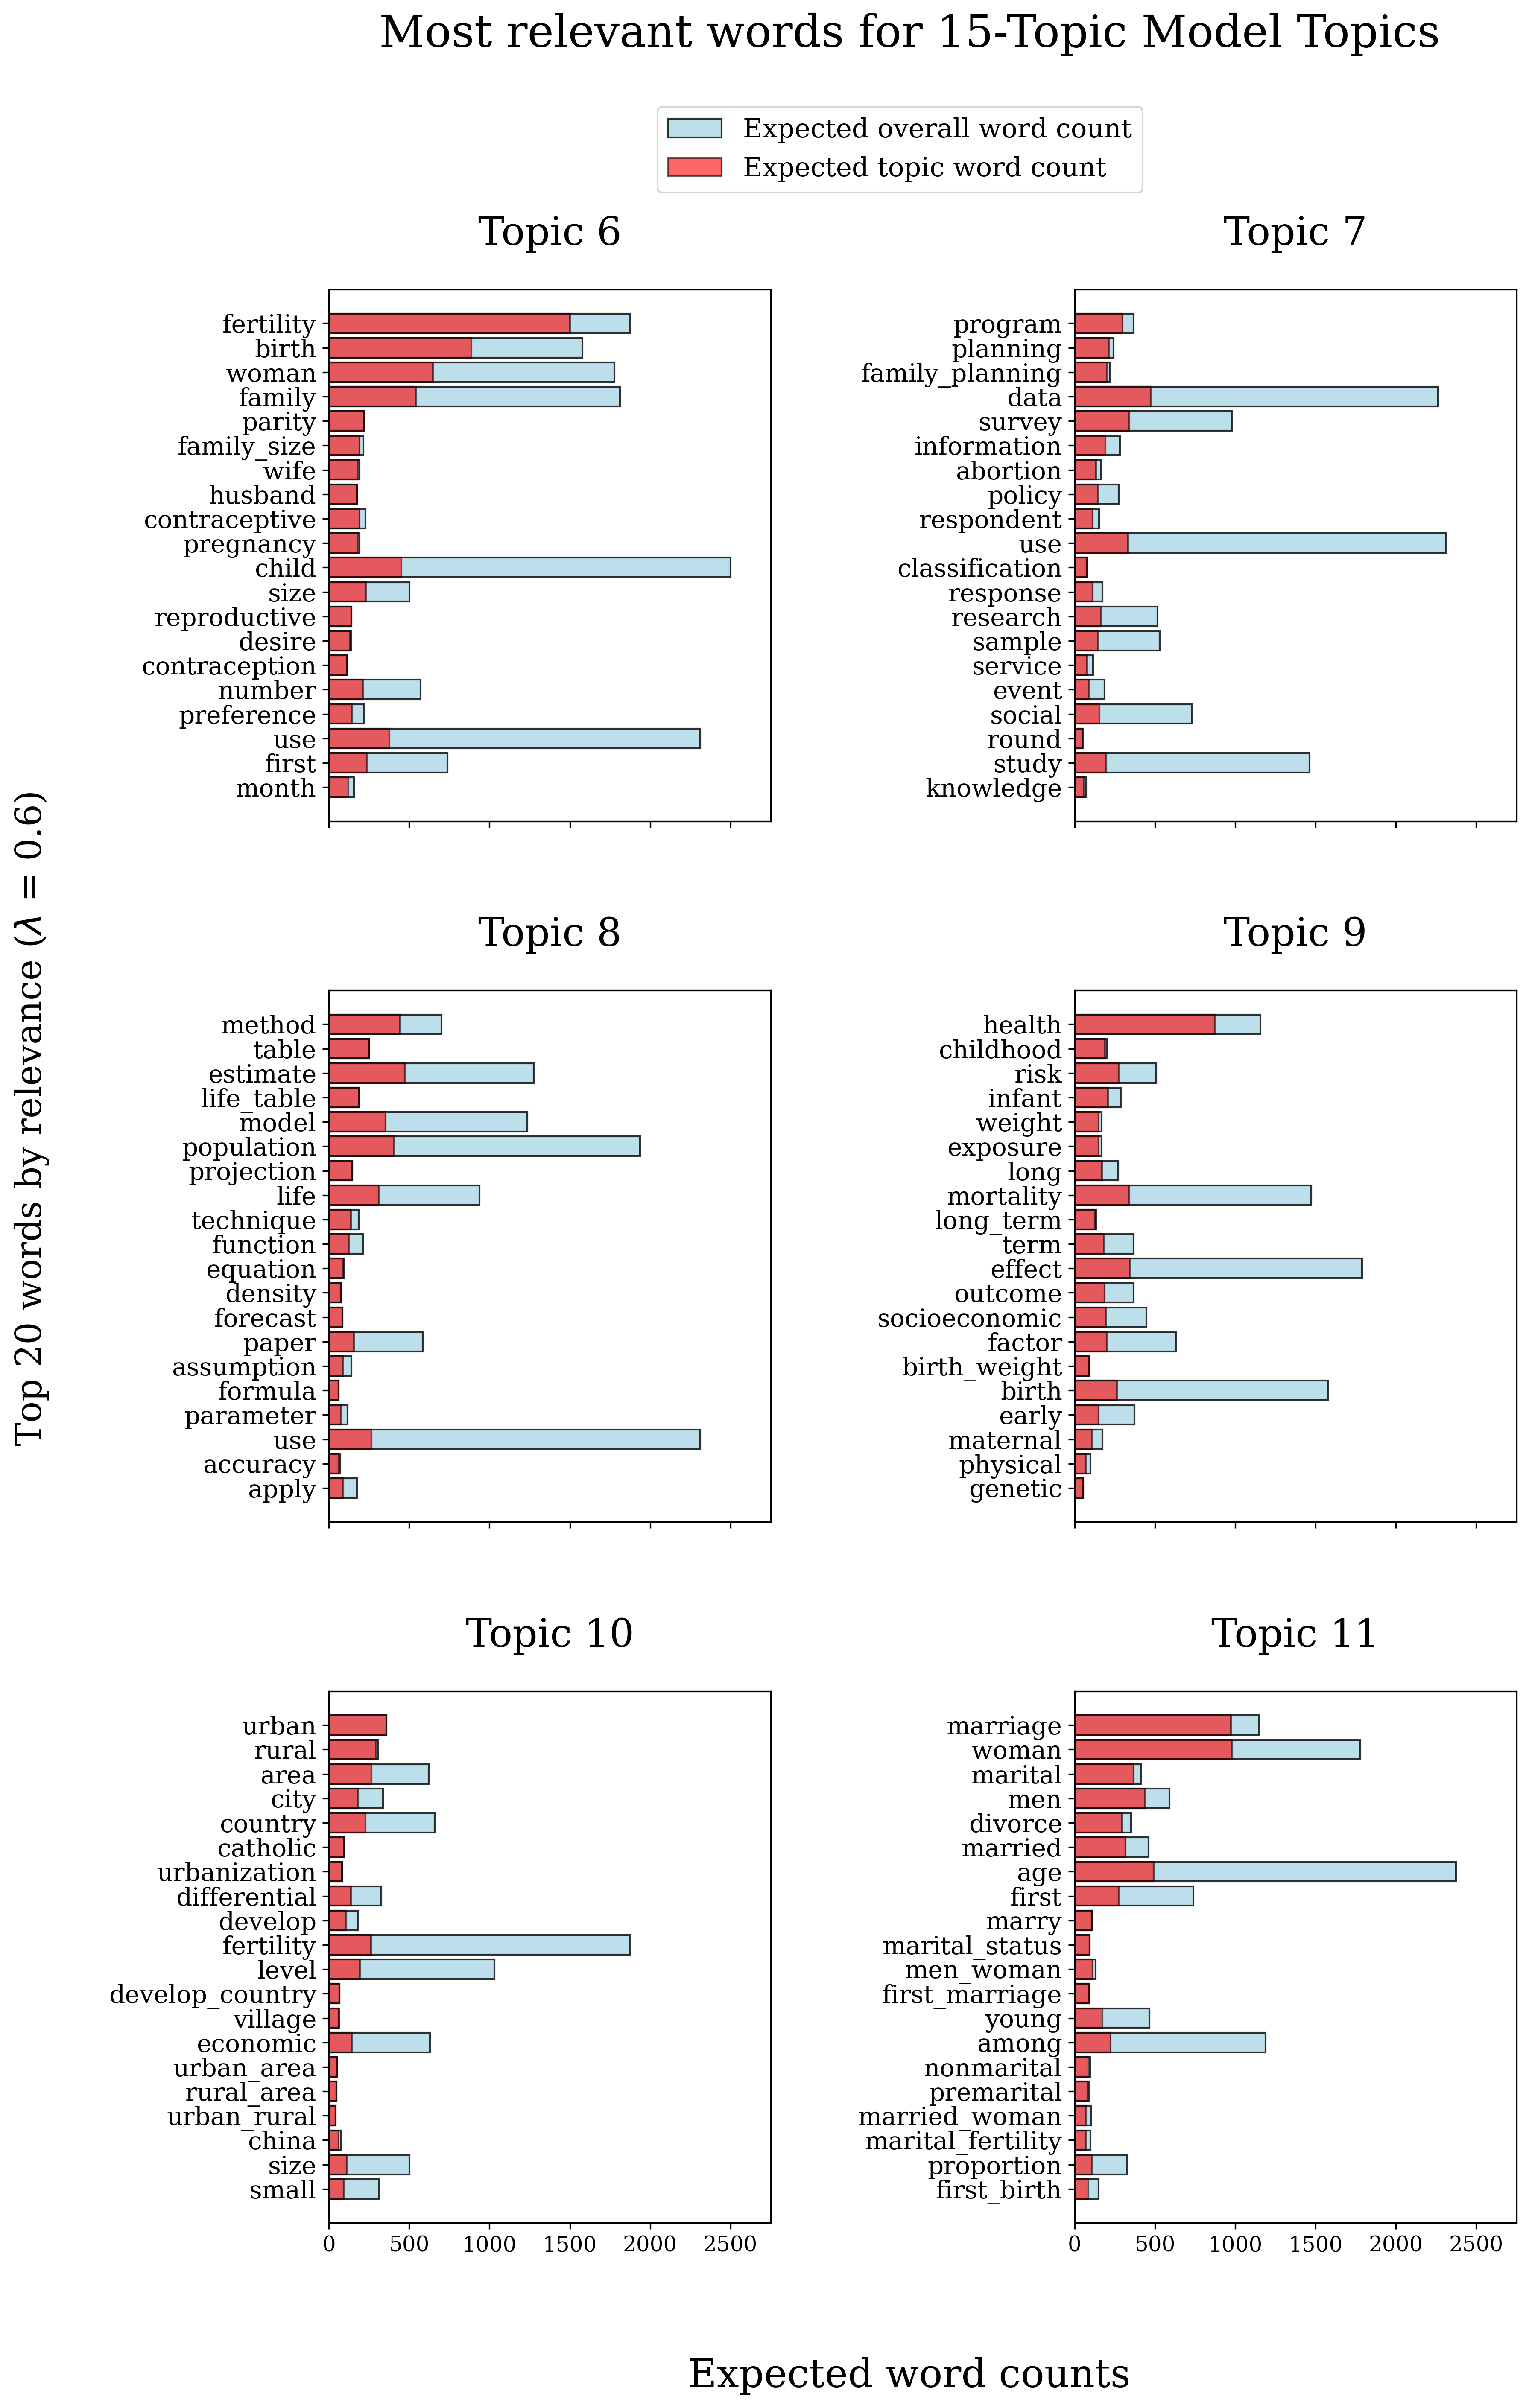 Most relevant words for 15-Topic Model Topics
Expected overall word count
Expected topic word count
Top 20 words by relevance (λ = 0.6)
Topic 6
fertility
birth
woman
family
parity
family_size
wife
husband
contraceptive
pregnancy
child
size
reproductive
desire
contraception
number
preference
use
first
month
Topic 7
program
planning
family_planning
data
survey
information
abortion
policy
respondent
use
classification
response
research
sample
service
event
social
round
study
knowledge
Topic 8
method
table
estimate
life_table
model
population
projection
life
technique
function
equation
density
forecast
paper
assumption
formula
parameter
use
accuracy
apply
Topic 9
health
childhood
risk
infant
weight
exposure
long
mortality
long_term
term
effect
outcome
socioeconomic
factor
birth_weight
birth
early
maternal
physical
genetic
Topic 10
urban
rural
area
city
country
catholic
urbanization
differential
develop
fertility
level
develop_country
village
economic
urban_area
rural_area
urban_rural
china
size
small
0 500 1000 1500 2000 2500
Topic 11
marriage
woman
marital
men
divorce
married
age
first
marry
marital_status
men_woman
first_marriage
young
among
nonmarital
premarital
married_woman
marital_fertility
proportion
first_birth
0 500 1000 1500 2000 2500
Expected word counts